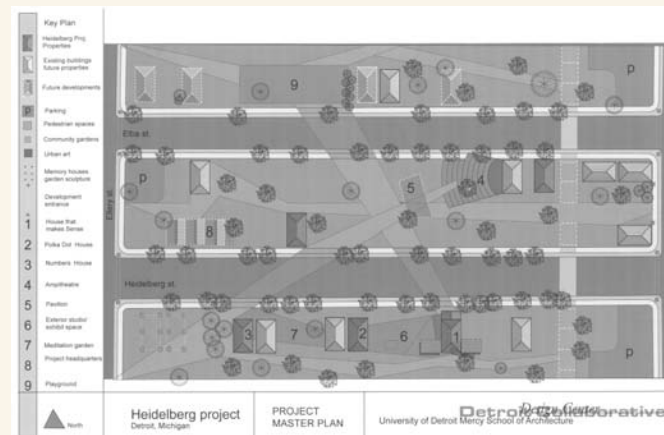 Key Plan
Heidelberg Proj.
Properties
Existing buildings
future properties
Future developments
P
Parking
Pedestrian spaces
Community gardens
Urban art
Memory houses
garden sculpture
Development
entrance
1
House that
makes Sense
2
Polka Dot House
3
Numbers House
4
Ampitheatre
5
Pavilion
6
Exterior studio/
exhibit space
7
Meditation garden
8
Project headquarters
9
Playground
North
9
p
Elba st.
Ellery st.
p
5
4
8
Heidelberg st.
3
7
2
6
1
p
Heidelberg project
Detroit, Michigan
PROJECT
MASTER PLAN
Detroit Collaborative
Design Center
University of Detroit Mercy School of Architecture